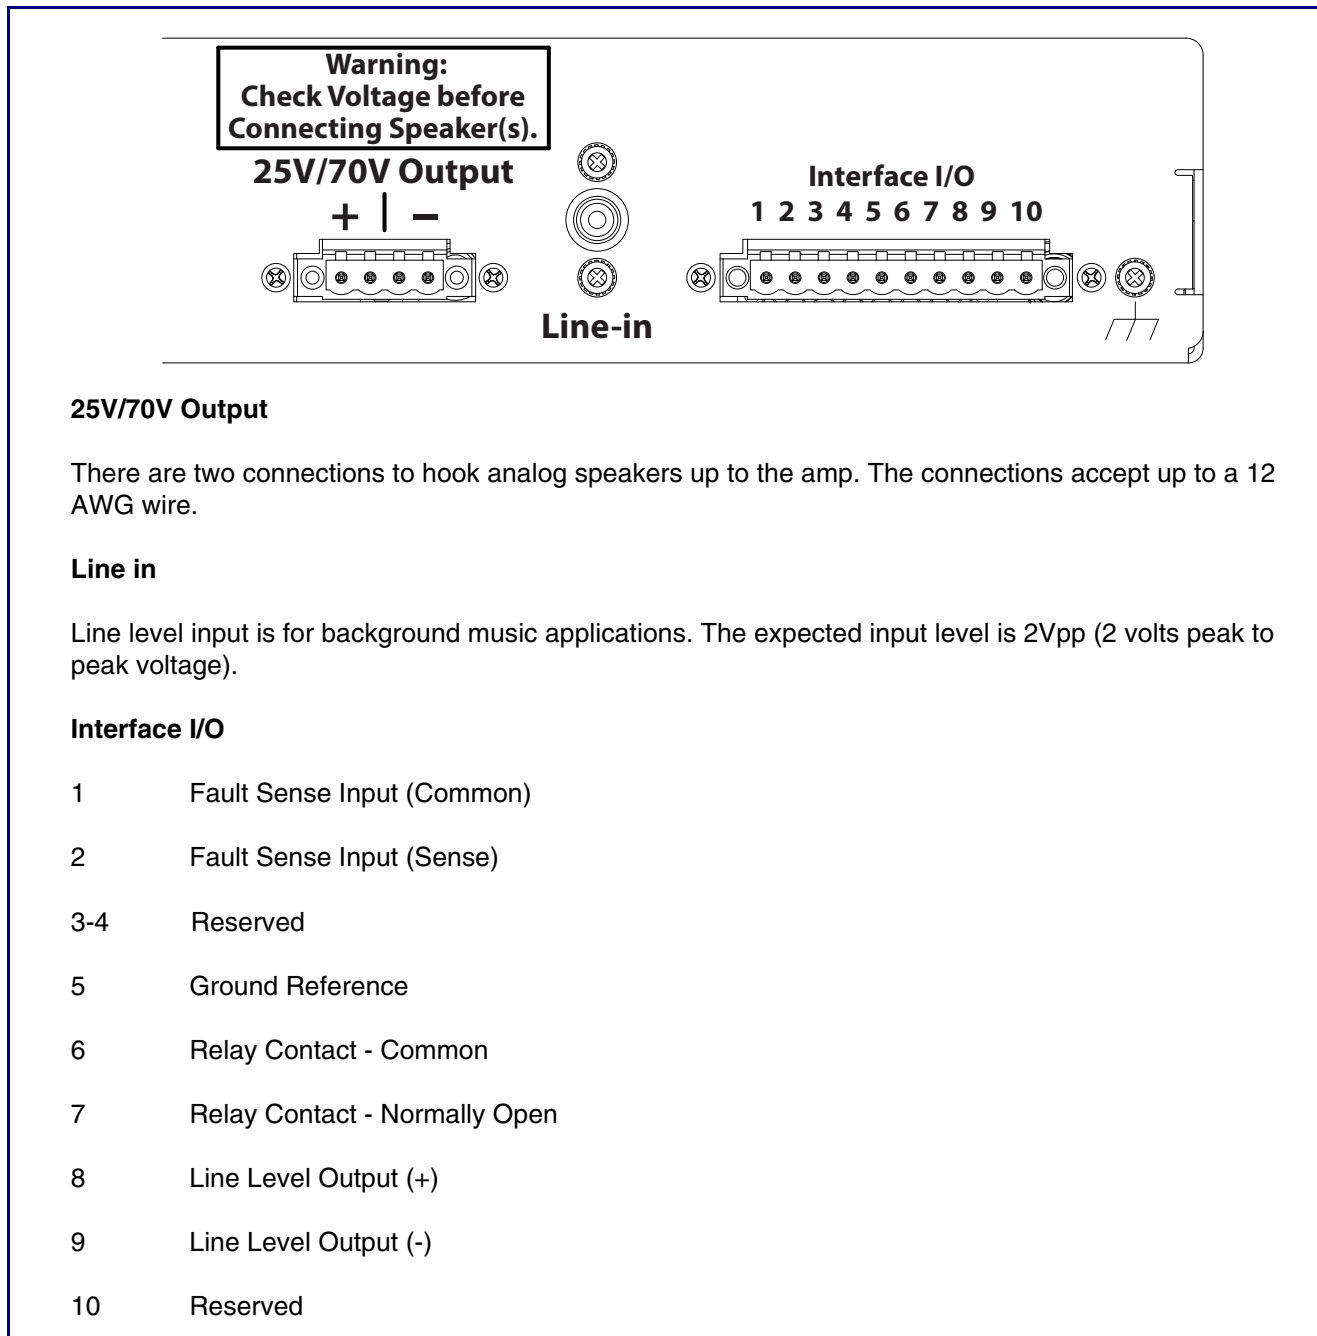 Warning:
Check Voltage before
Connecting Speaker(s).
25V/70V Output
+ | −
Line-in
Interface I/O
1 2 3 4 5 6 7 8 9 10
25V/70V Output
There are two connections to hook analog speakers up to the amp. The connections accept up to a 12
AWG wire.
Line in
Line level input is for background music applications. The expected input level is 2Vpp (2 volts peak to
peak voltage).
Interface I/O
1 Fault Sense Input (Common)
2 Fault Sense Input (Sense)
3-4 Reserved
5 Ground Reference
6 Relay Contact - Common
7 Relay Contact - Normally Open
8 Line Level Output (+)
9 Line Level Output (-)
10 Reserved